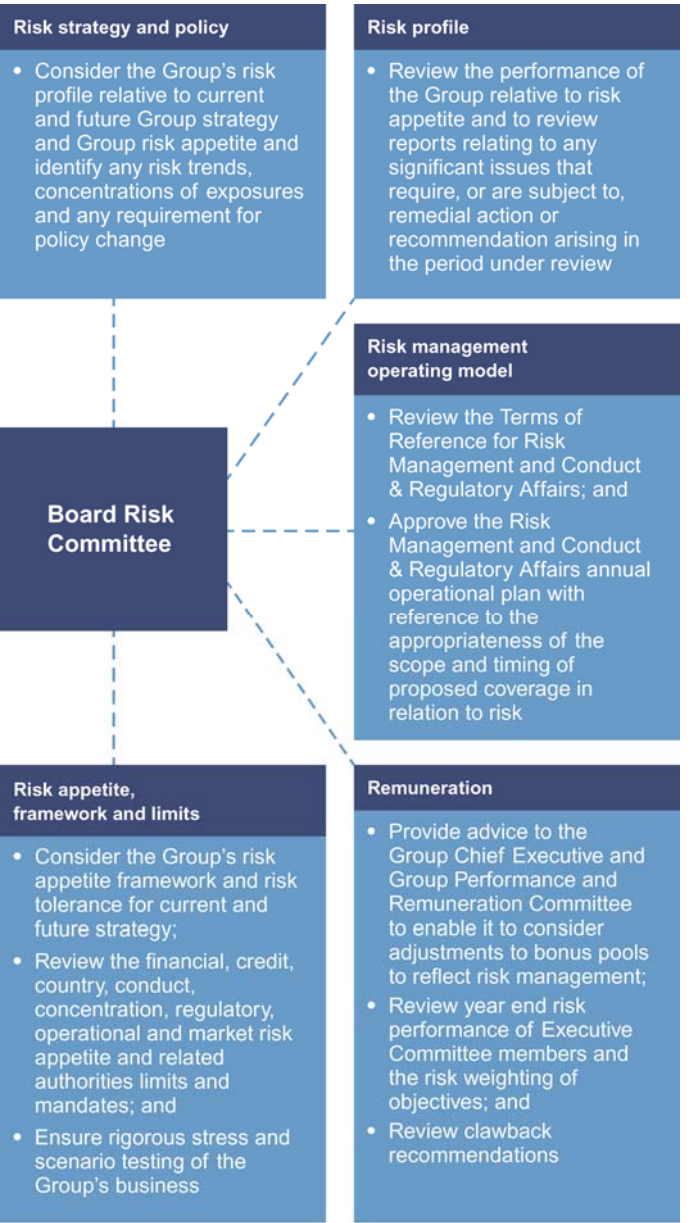 Risk strategy and policy
• Consider the Group's risk
profile relative to current
and future Group strategy
and Group risk appetite and
identify any risk trends,
concentrations of exposures
and any requirement for
policy change
Risk profile
• Review the performance of
the Group relative to risk
appetite and to review
reports relating to any
significant issues that
require, or are subject to,
remedial action or
recommendation arising in
the period under review
Board Risk
Committee
Risk management
operating model
• Review the Terms of
Reference for Risk
Management and Conduct
& Regulatory Affairs; and
• Approve the Risk
Management and Conduct
& Regulatory Affairs annual
operational plan with
reference to the
appropriateness of the
scope and timing of
proposed coverage in
relation to risk
Risk appetite,
framework and limits
• Consider the Group's risk
appetite framework and risk
tolerance for current and
future strategy;
• Review the financial, credit,
country, conduct,
concentration, regulatory,
operational and market risk
appetite and related
authorities limits and
mandates; and
• Ensure rigorous stress and
scenario testing of the
Group's business
Remuneration
• Provide advice to the
Group Chief Executive and
Group Performance and
Remuneration Committee
to enable it to consider
adjustments to bonus pools
to reflect risk management;
• Review year end risk
performance of Executive
Committee members and
the risk weighting of
objectives; and
• Review clawback
recommendations